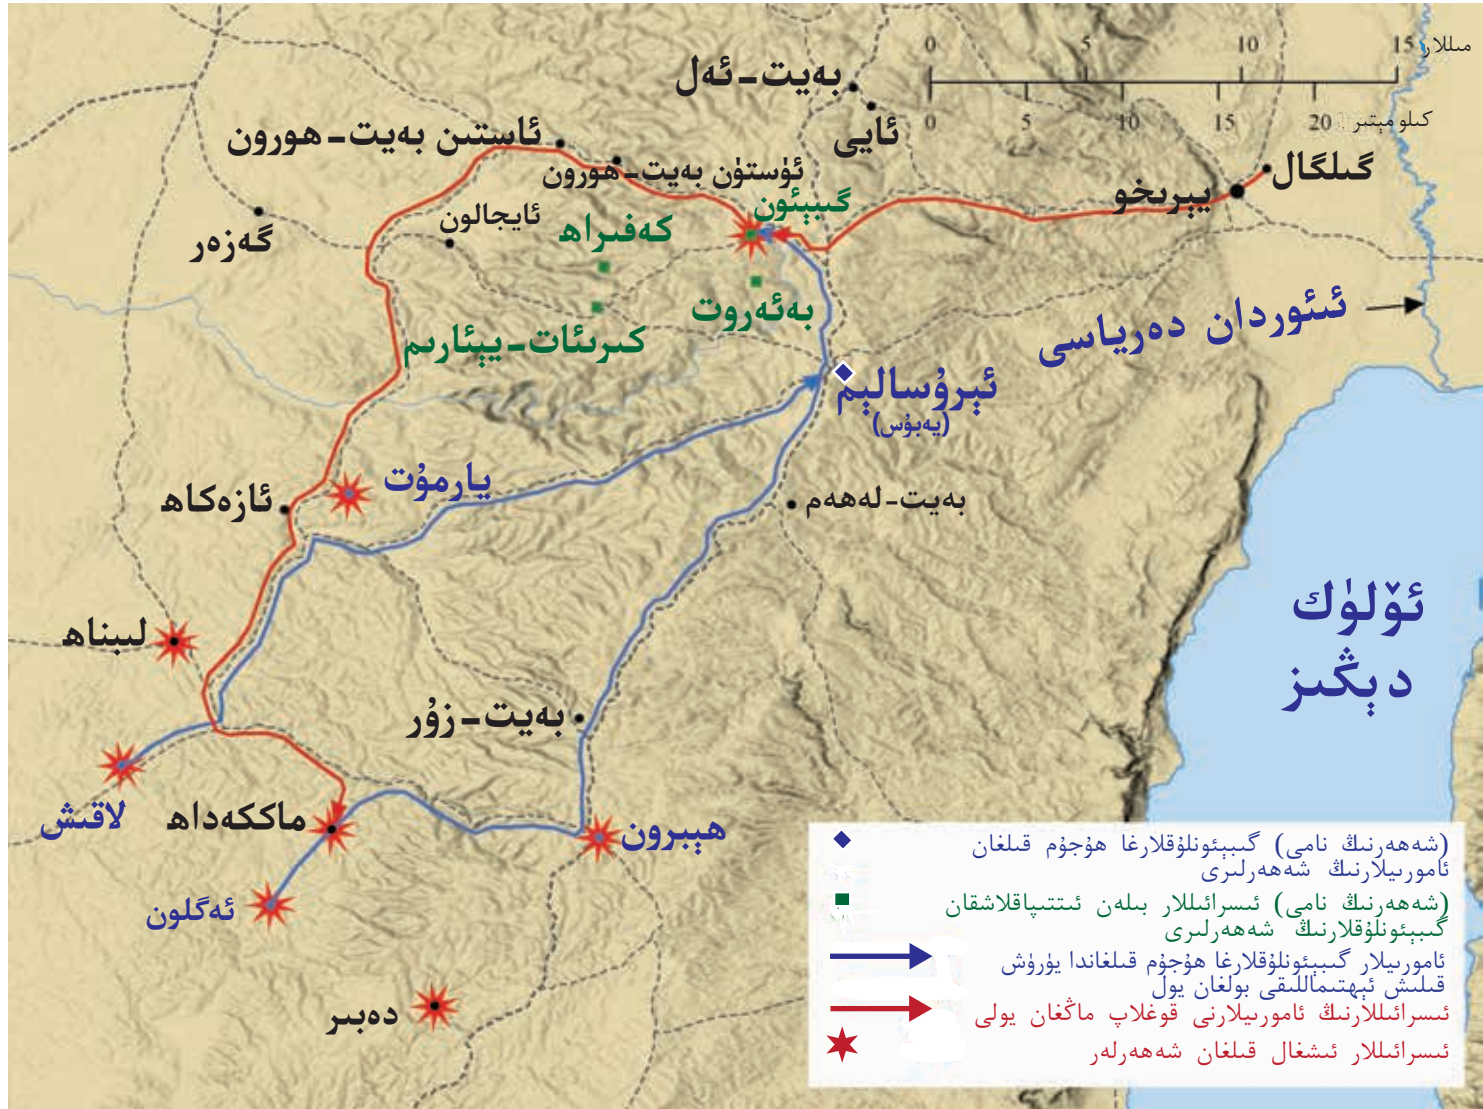 0 5 10 15 مىللار
0 5 10 15 20 كىلومېتىر
بەيت-ئەل
ئايى
ئاستىن بەيت-ھورون
ئۈستۈن بەيت-ھورون
گىلگال
يېرىخو
گىبېئون
ئايجالون
كەفىراھ
گەزەر
بەئەروت
كىرىئات-يېئارىم
ئىئوردان دەرياسى
ئېرۇسالېم
(يەبۇس)
يارمۇت
ئازەكاھ
بەيت-لەھەم
ئۆلۈك
دېڭىز
لىبناھ
بەيت-زۇر
لاقىش
ماككەداھ
ھېبرون
ئەگلون
دەبىر
(شەھەرنىڭ نامى) گىبېئونلۇقلارغا ھۇجۇم قىلغان
ئامورىيلارنىڭ شەھەرلىرى
(شەھەرنىڭ نامى) ئىسرائىللار بىلەن ئىتتىپاقلاشقان
گىبېئونلۇقلارنىڭ شەھەرلىرى
ئامورىيلار گىبېئونلۇقلارغا ھۇجۇم قىلغاندا يۈرۈش
قىلىش ئېھتىماللىقى بولغان يول
ئىسرائىللارنىڭ ئامورىيلارنى قوغلاپ ماڭغان يولى
ئىسرائىللار ئىشغال قىلغان شەھەرلەر